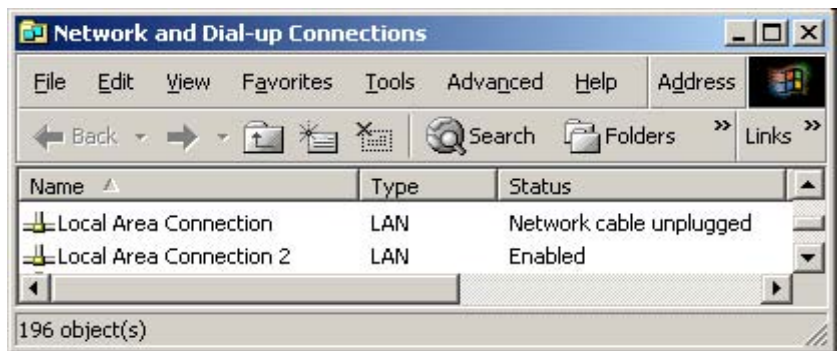 Network and Dial-up Connections
File Edit View Favorites Tools Advanced Help Address
Back Search Folders » Links »
Name Type Status
Local Area Connection LAN Network cable unplugged
Local Area Connection 2 LAN Enabled
196 object(s)